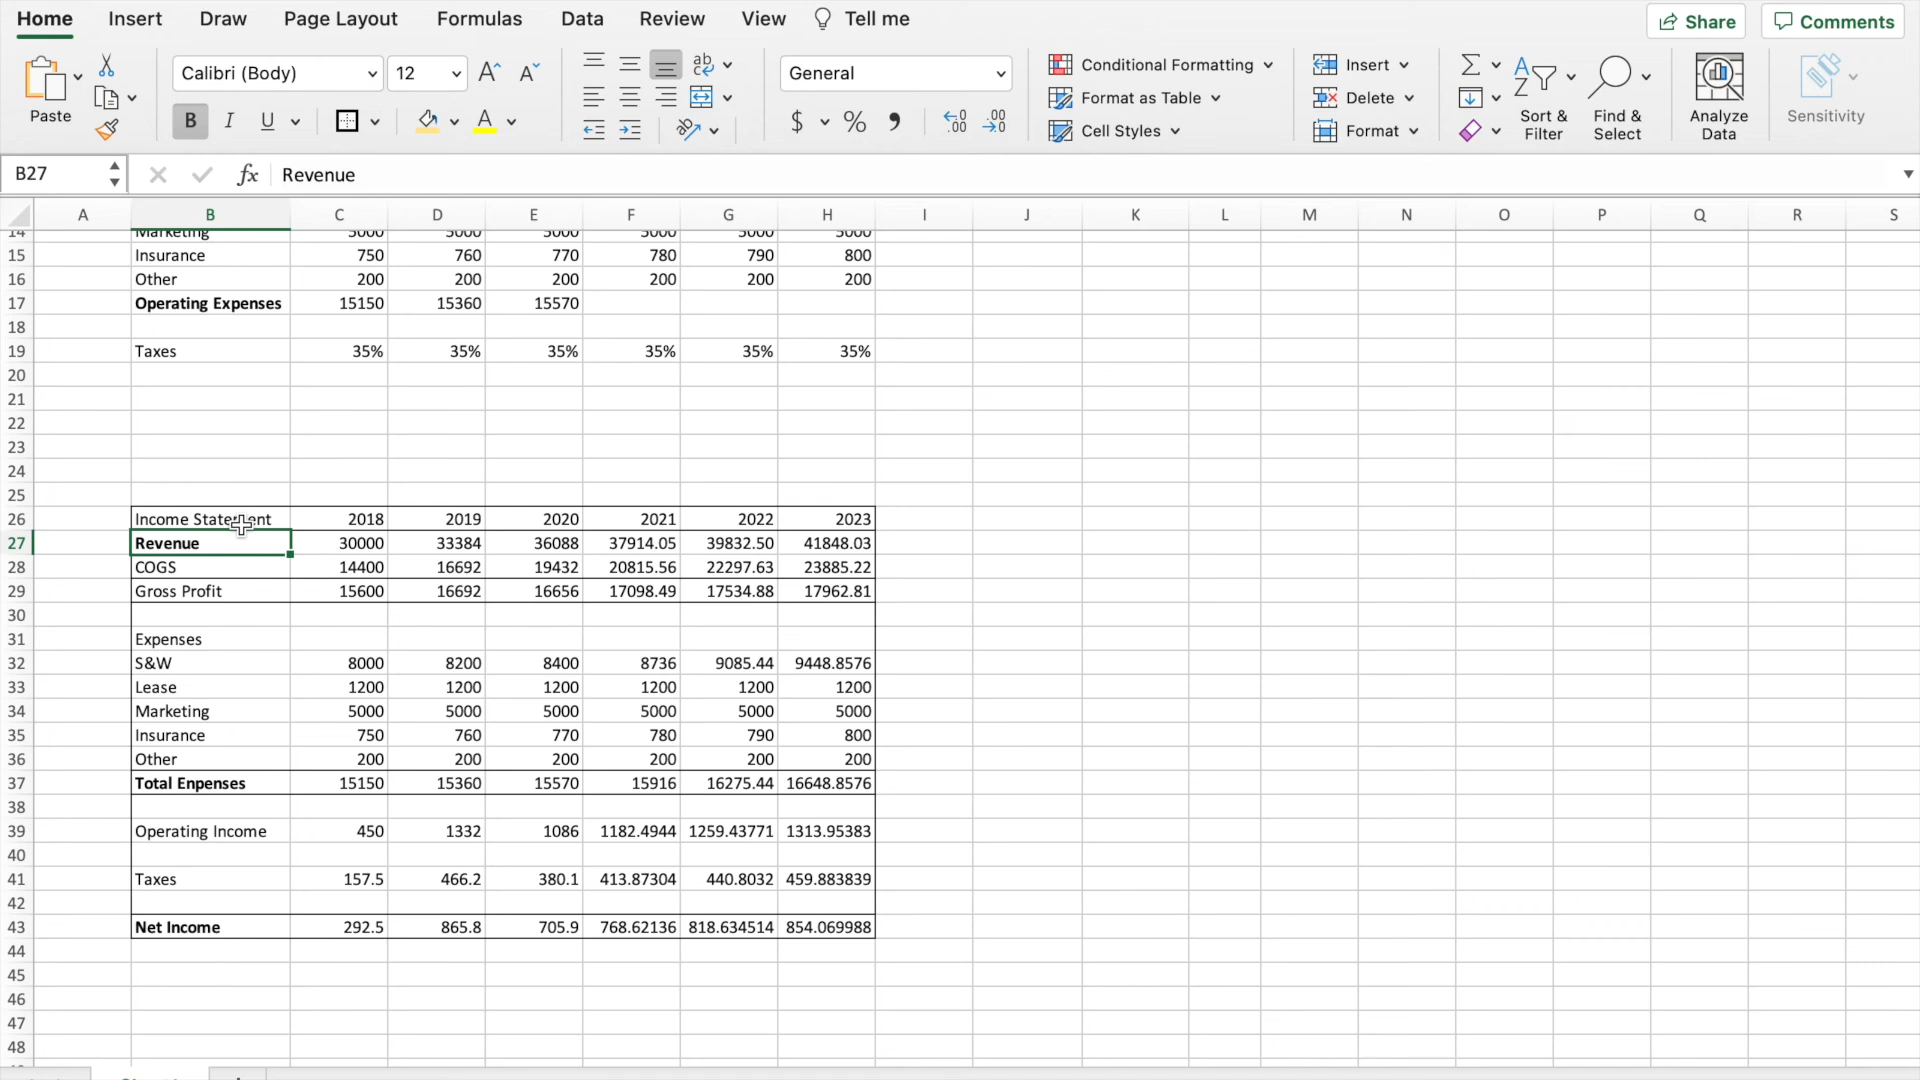 Home Insert Draw Page Layout Formulas Data Review View Tell me Share Comments
Paste Calibri (Body) 12 A A ab c General Conditional Formatting Insert
Format as Table Delete
B I U A $ % Cell Styles Format
Sort & Filter Find & Select Analyze Data Sensitivity
B27 fx Revenue
A B C D E F G H I J K L M N O P Q R S
14 Marketing 5000 5000 5000 5000 5000 5000
15 Insurance 750 760 770 780 790 800
16 Other 200 200 200 200 200 200
17 Operating Expenses 15150 15360 15570
18
19 Taxes 35% 35% 35% 35% 35% 35%
20
21
22
23
24
25
26 Income Statement 2018 2019 2020 2021 2022 2023
27 Revenue 30000 33384 36088 37914.05 39832.50 41848.03
28 COGS 14400 16692 19432 20815.56 22297.63 23885.22
29 Gross Profit 15600 16692 16656 17098.49 17534.88 17962.81
30
31 Expenses
32 S&W 8000 8200 8400 8736 9085.44 9448.8576
33 Lease 1200 1200 1200 1200 1200 1200
34 Marketing 5000 5000 5000 5000 5000 5000
35 Insurance 750 760 770 780 790 800
36 Other 200 200 200 200 200 200
37 Total Enpenses 15150 15360 15570 15916 16275.44 16648.8576
38
39 Operating Income 450 1332 1086 1182.4944 1259.43771 1313.95383
40
41 Taxes 157.5 466.2 380.1 413.87304 440.8032 459.883839
42
43 Net Income 292.5 865.8 705.9 768.62136 818.634514 854.069988
44
45
46
47
48